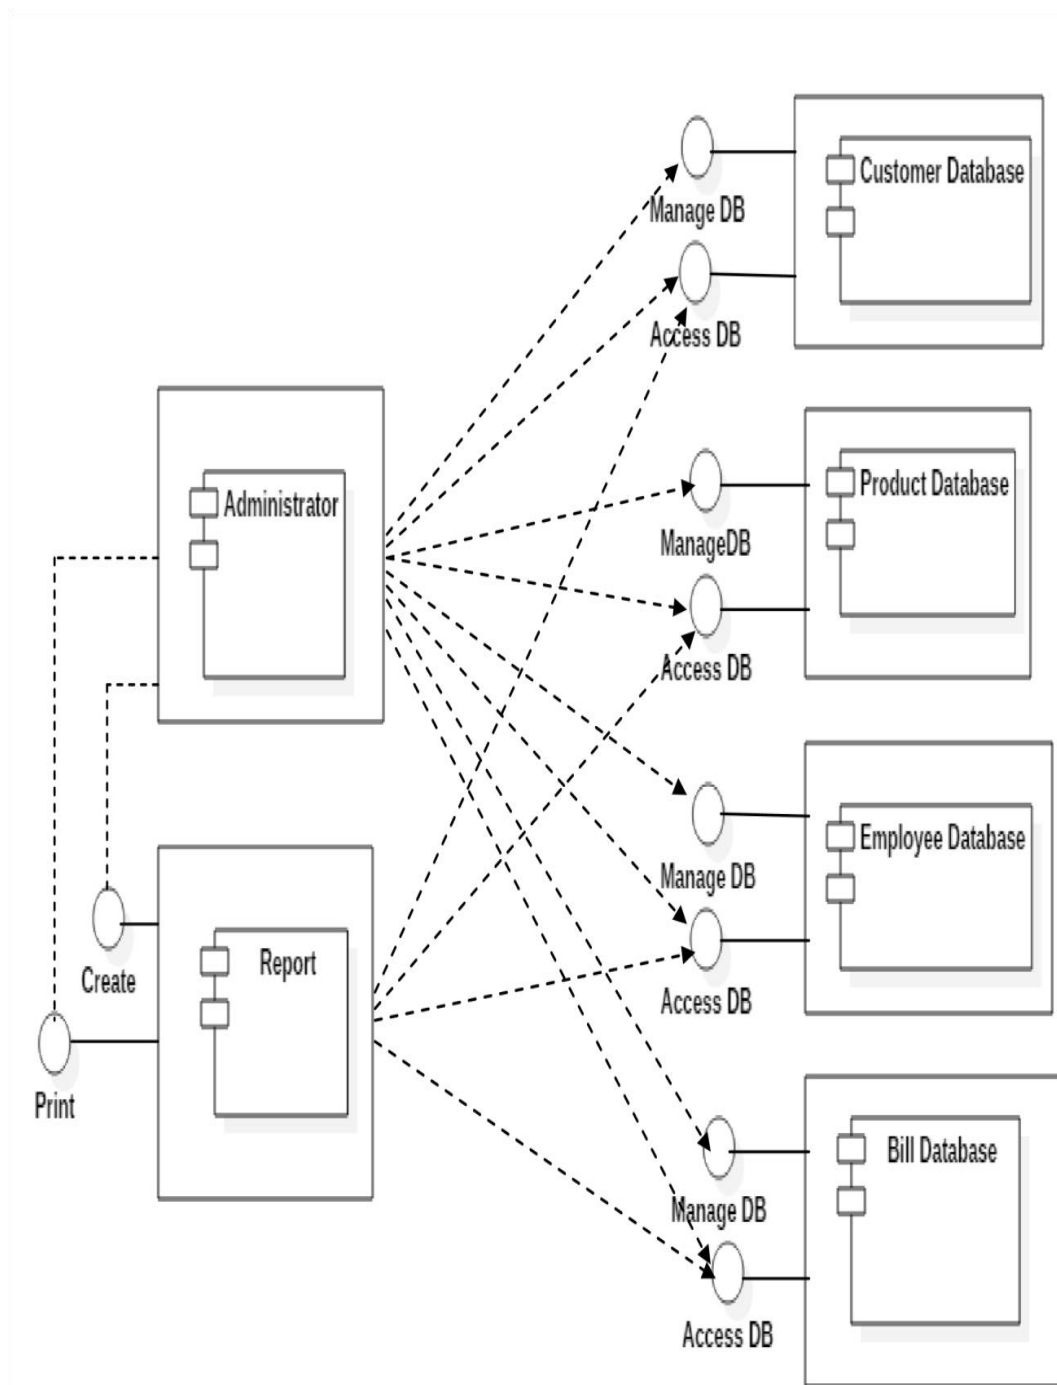 Customer Database
Manage DB
Access DB
Administrator
Product Database
ManageDB
Access DB
Employee Database
Manage DB
Access DB
Report
Create
Print
Bill Database
Manage DB
Access DB